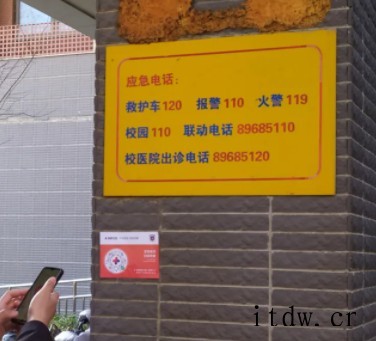 应急电话：
救护车120 报警110 火警119
校园110 联动电话 89685110
校医院出诊电话 89685120
itdw.cr